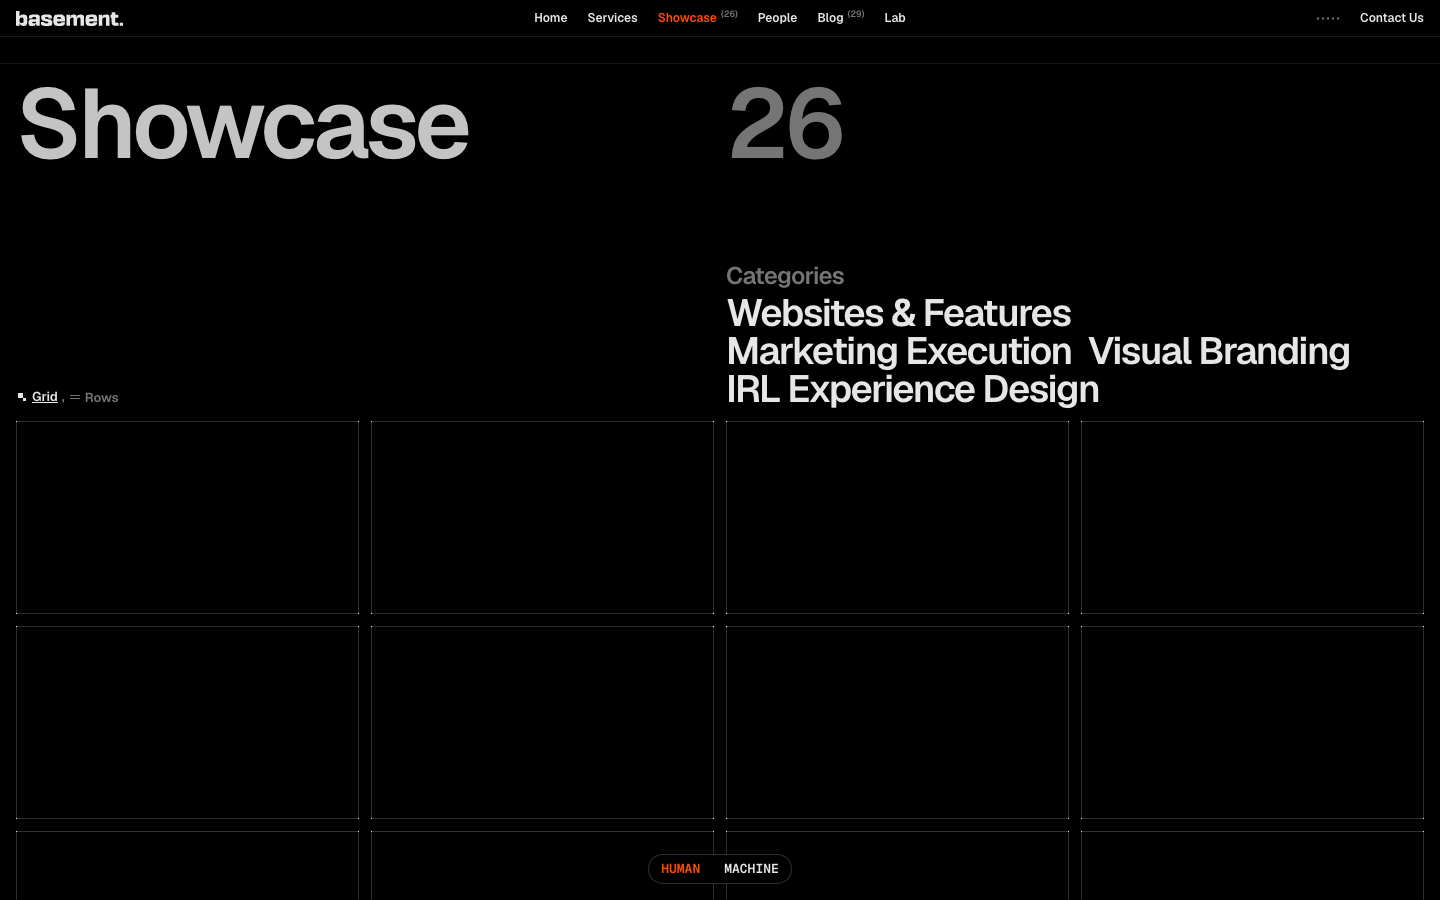 basement.
Home Services Showcase (26) People Blog (29) Lab
Contact Us
Showcase 26
Categories
Websites & Features
Marketing Execution Visual Branding
IRL Experience Design
Grid , Rows
HUMAN MACHINE